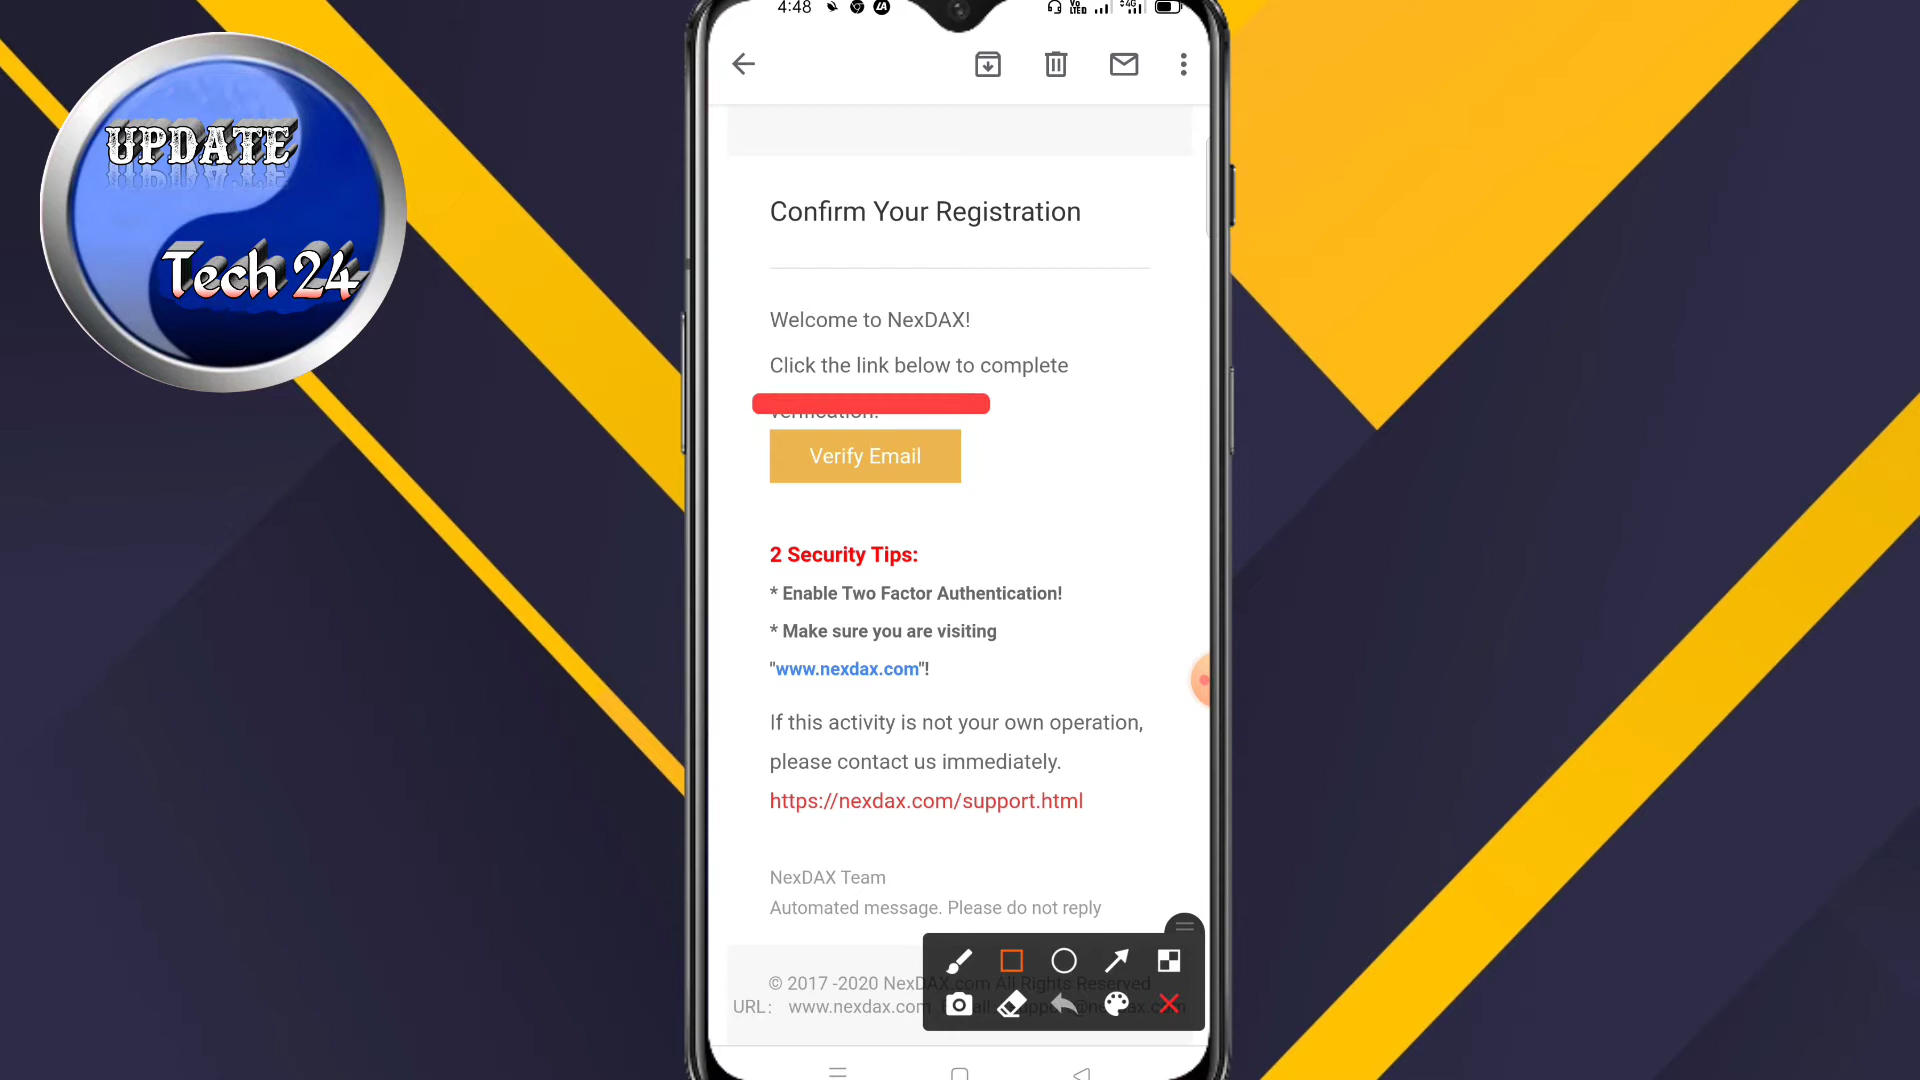 UPDATE
Tech 24
4:48
Confirm Your Registration
Welcome to NexDAX!
Click the link below to complete
verification.
Verify Email
2 Security Tips:
* Enable Two Factor Authentication!
* Make sure you are visiting
"www.nexdax.com"!
If this activity is not your own operation,
please contact us immediately.
https://nexdax.com/support.html
NexDAX Team
Automated message. Please do not reply
© 2017 -2020 NexDAX.com All Rights Reserved
URL: www.nexdax.com